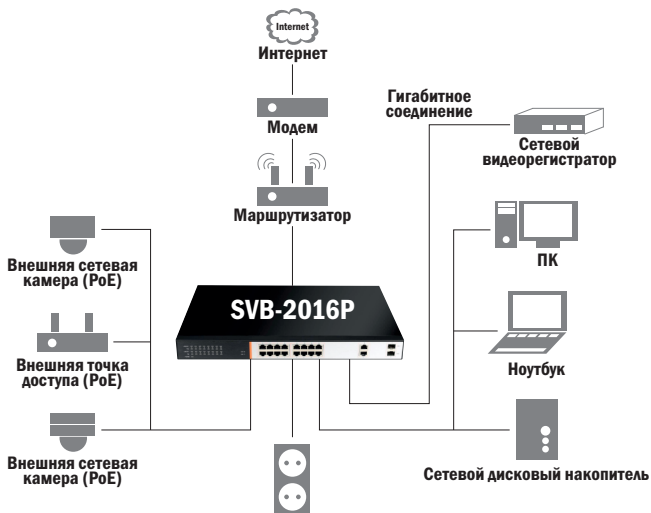 Internet
Интернет
Модем
Маршрутизатор
Гигабитное
соединение
Сетевой
видеорегистратор
Внешняя сетевая
камера (PoE)
ПК
SVB-2016P
Внешняя точка
доступа (PoE)
Ноутбук
Внешняя сетевая
камера (PoE)
Сетевой дисковый накопитель